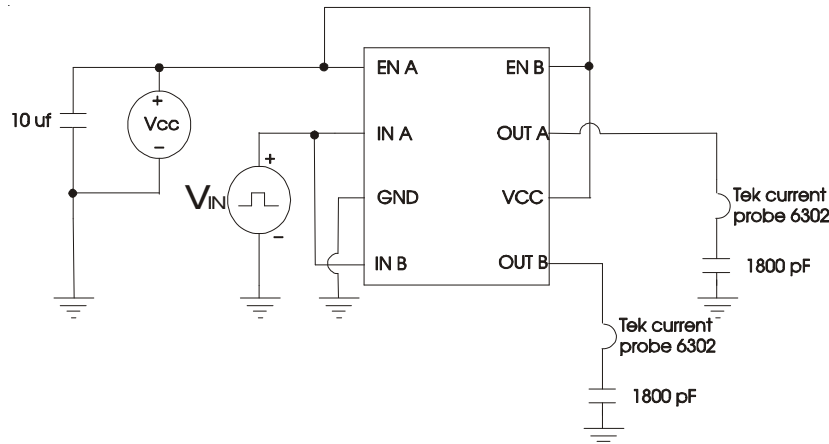 EN A
EN B
10 uf
+
Vcc
−
IN A
OUT A
+
VIN
−
GND
VCC
IN B
OUT B
Tek current
probe 6302
1800 pF
Tek current
probe 6302
1800 pF